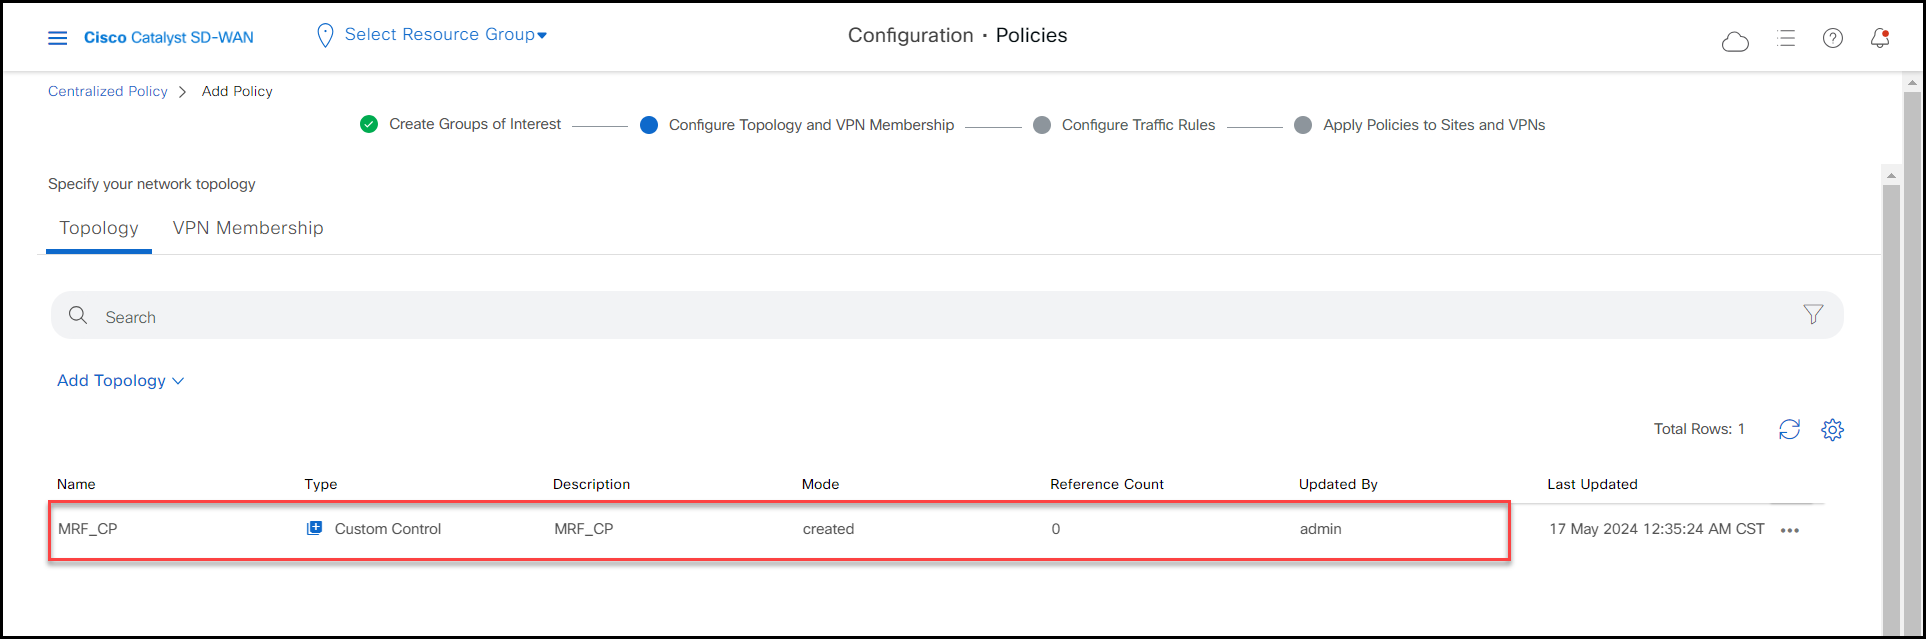 Cisco Catalyst SD-WAN
Select Resource Group
Configuration · Policies
Centralized Policy > Add Policy
Create Groups of Interest
Configure Topology and VPN Membership
Configure Traffic Rules
Apply Policies to Sites and VPNs
Specify your network topology
Topology
VPN Membership
Search
Add Topology
Total Rows: 1
Name Type Description Mode Reference Count Updated By Last Updated
MRF_CP Custom Control MRF_CP created 0 admin 17 May 2024 12:35:24 AM CST